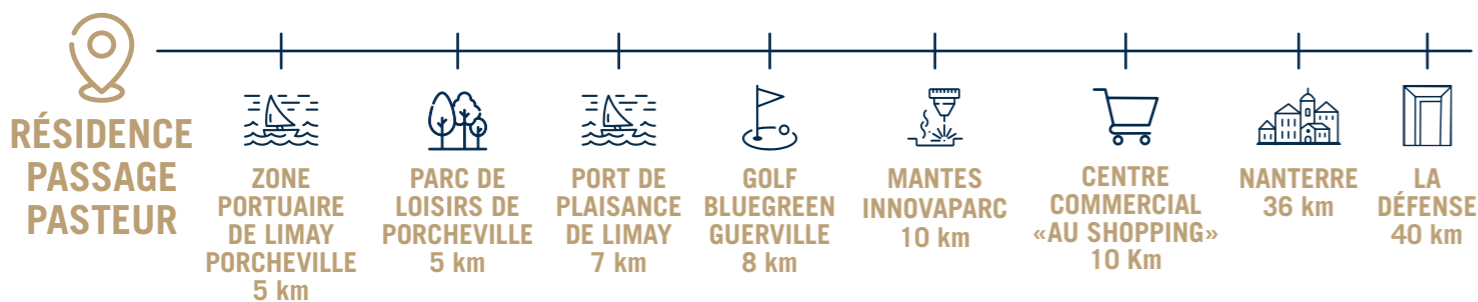 RÉSIDENCE
PASSAGE
PASTEUR
ZONE
PORTUAIRE
DE LIMAY
PORCHEVILLE
5 km
PARC DE
LOISIRS DE
PORCHEVILLE
5 km
PORT DE
PLAISANCE
DE LIMAY
7 km
GOLF
BLUEGREEN
GUERVILLE
8 km
MANTES
INNOVAPARC
10 km
CENTRE
COMMERCIAL
«AU SHOPPING»
10 Km
NANTERRE
36 km
LA
DÉFENSE
40 km